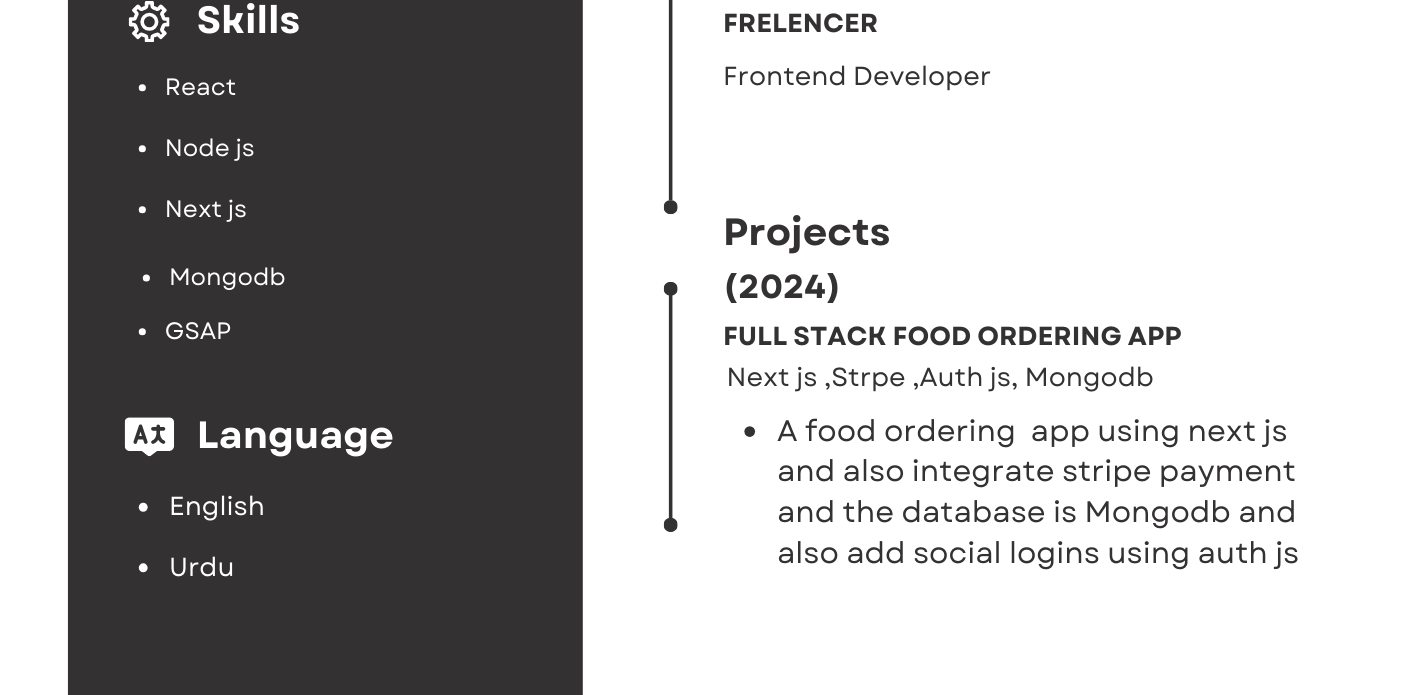 Skills
React
Node js
Next js
Mongodb
GSAP
Language
English
Urdu
FRELENCER
Frontend Developer
Projects
(2024)
FULL STACK FOOD ORDERING APP
Next js ,Strpe ,Auth js, Mongodb
A food ordering  app using next js
and also integrate stripe payment
and the database is Mongodb and
also add social logins using auth js